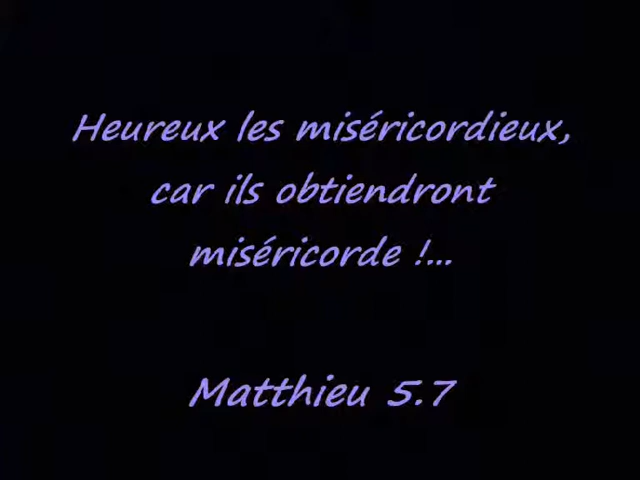 Heureux les miséricordieux,
car ils obtiendront
miséricorde !...
Matthieu 5.7